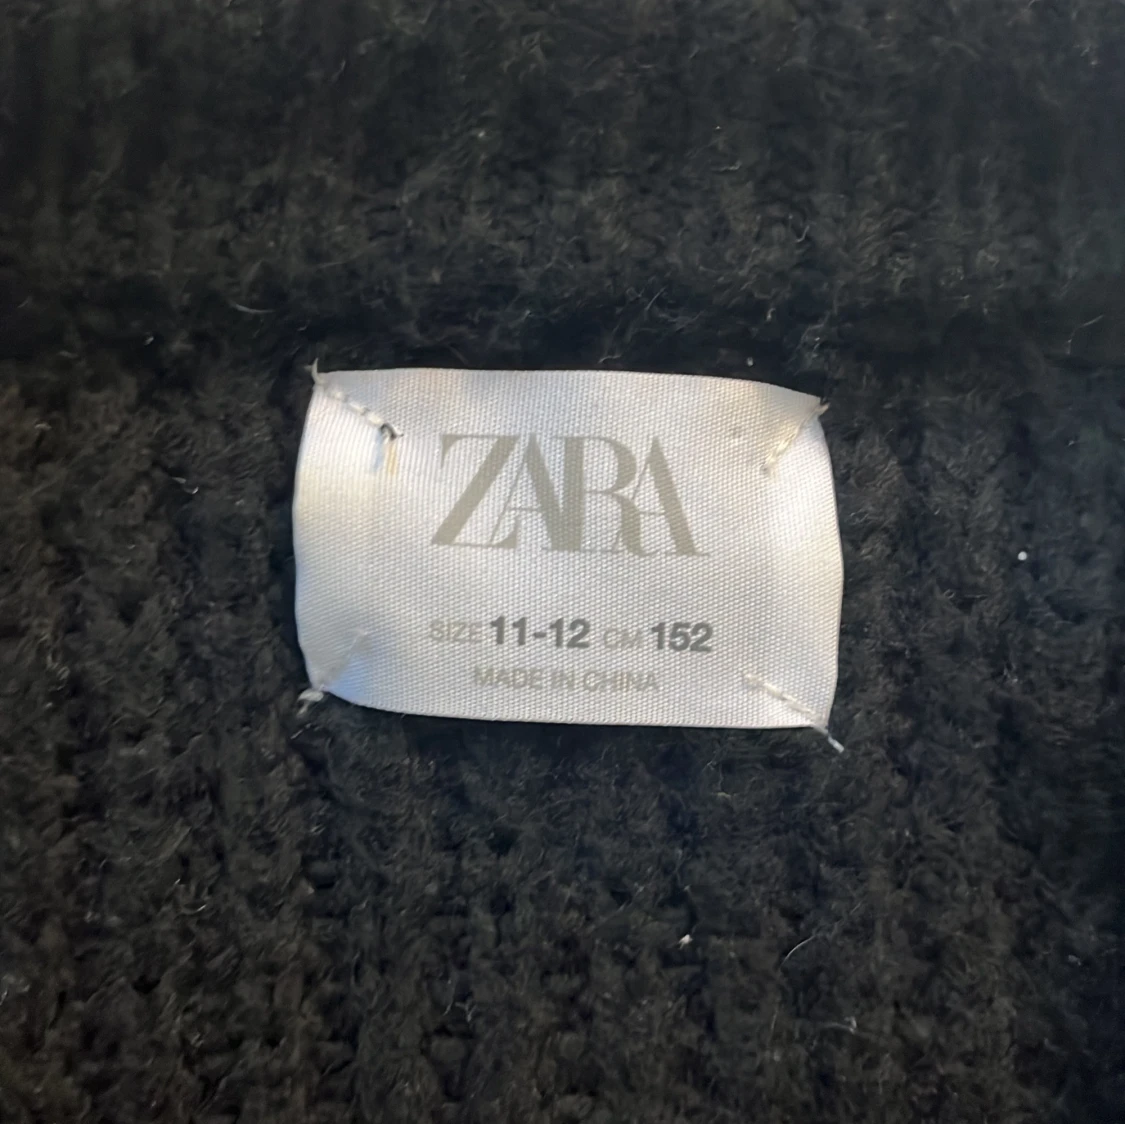 ZARA
SIZE 11-12 CM 152
MADE IN CHINA